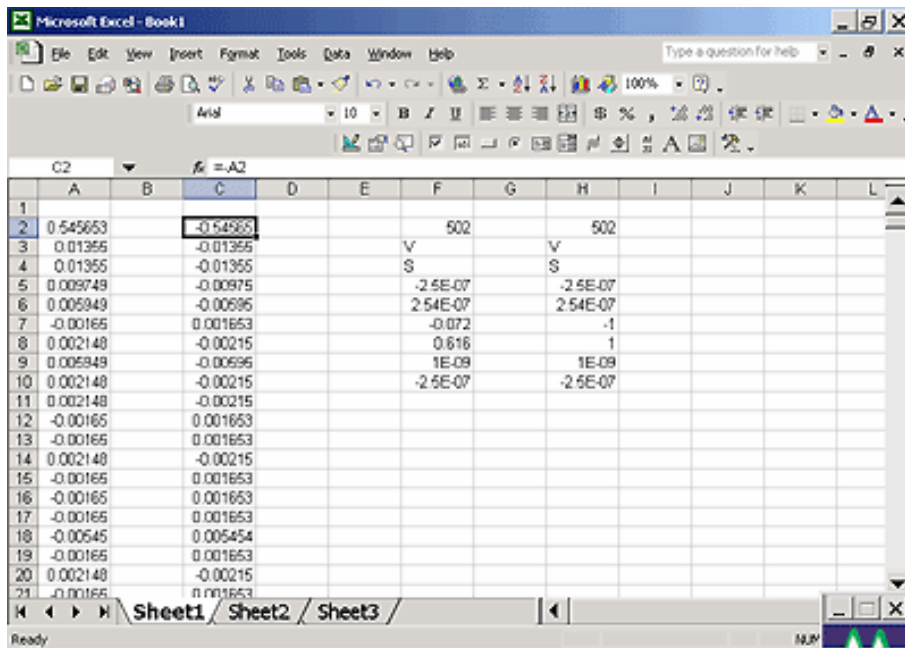 Microsoft Excel - Book1
File Edit View Insert Format Tools Data Window Help Type a question for help
100%
Arial 10 B I U $ % ,
C2 fx =-A2
A B C D E F G H I J K L
1
2 0.545653 -0.54565 502 502
3 0.01355 -0.01355 V V
4 0.01355 -0.01355 S S
5 0.009749 -0.00975 -2.5E-07 -2.5E-07
6 0.005949 -0.00595 2.54E-07 2.54E-07
7 -0.00165 0.001653 -0.072 -1
8 0.002148 -0.00215 0.616 1
9 0.005949 -0.00595 1E-09 1E-09
10 0.002148 -0.00215 -2.5E-07 -2.5E-07
11 0.002148 -0.00215
12 -0.00165 0.001653
13 -0.00165 0.001653
14 0.002148 -0.00215
15 -0.00165 0.001653
16 -0.00165 0.001653
17 -0.00165 0.001653
18 -0.00545 0.005454
19 -0.00165 0.001653
20 0.002148 -0.00215
21 -0.00165 0.001653
Sheet1 Sheet2 Sheet3
Ready NUM